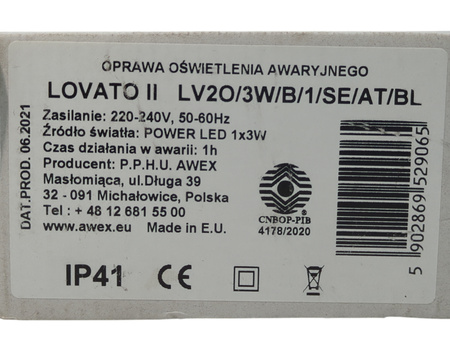 OPRAWA OŚWIETLENIA AWARYJNEGO
LOVATO II LV2O/3W/B/1/SE/AT/BL
Zasilanie: 220-240V, 50-60Hz
Źródło światła: POWER LED 1x3W
Czas działania w awarii: 1h
Producent: P.P.H.U. AWEX
Masłomiąca, ul.Długa 39
32 - 091 Michałowice, Polska
Tel : + 48 12 681 55 00
www.awex.eu Made in E.U.
CNBOP-PIB
4178/2020
IP41 CE
DAT.PROD. 06.2021
5 902869 529065